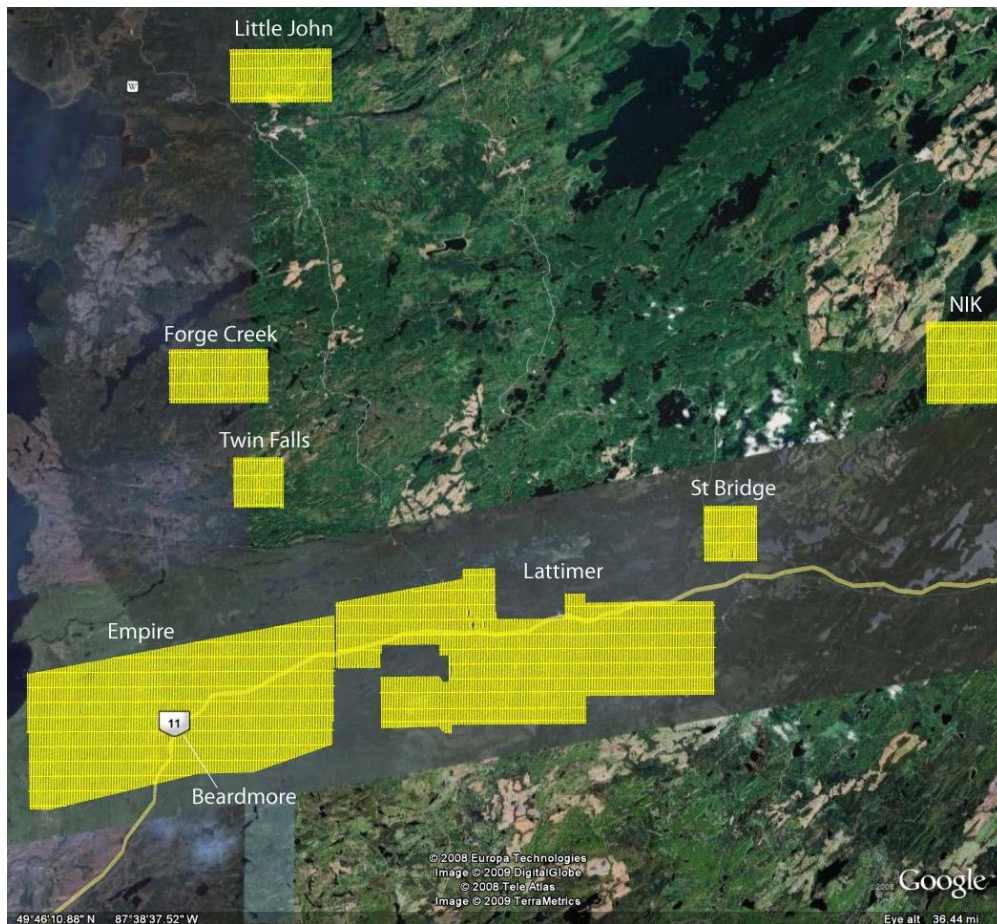 Little John
W
NIK
Forge Creek
Twin Falls
St Bridge
Lattimer
Empire
11
Beardmore
© 2008 Europa Technologies
Image © 2009 DigitalGlobe
© 2008 Tele Atlas
Image © 2009 TerraMetrics
©2008 Google
49°46'10.88" N 87°38'37.52" W
Eye alt 36.44 mi